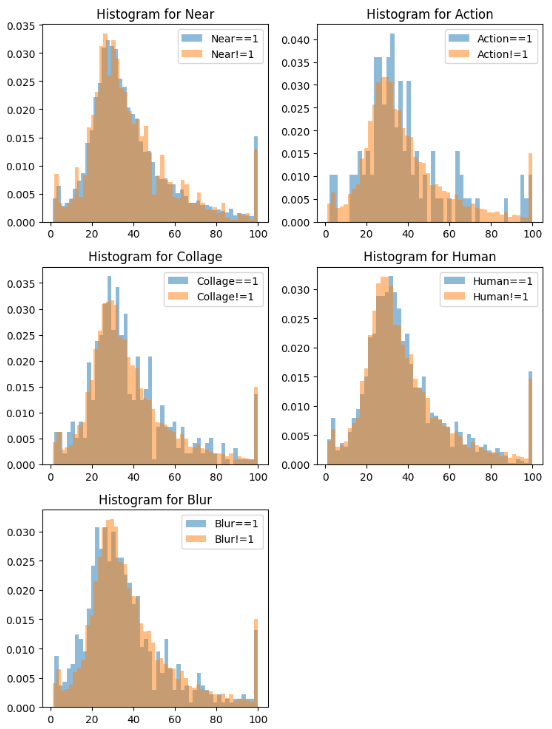 Histogram for Near
0.035
0.030
0.025
0.020
0.015
0.010
0.005
0.000
0 20 40 60 80 100
Near==1
Near!=1
Histogram for Action
0.040
0.035
0.030
0.025
0.020
0.015
0.010
0.005
0.000
0 20 40 60 80 100
Action==1
Action!=1
Histogram for Collage
0.035
0.030
0.025
0.020
0.015
0.010
0.005
0.000
0 20 40 60 80 100
Collage==1
Collage!=1
Histogram for Human
0.030
0.025
0.020
0.015
0.010
0.005
0.000
0 20 40 60 80 100
Human==1
Human!=1
Histogram for Blur
0.030
0.025
0.020
0.015
0.010
0.005
0.000
0 20 40 60 80 100
Blur==1
Blur!=1